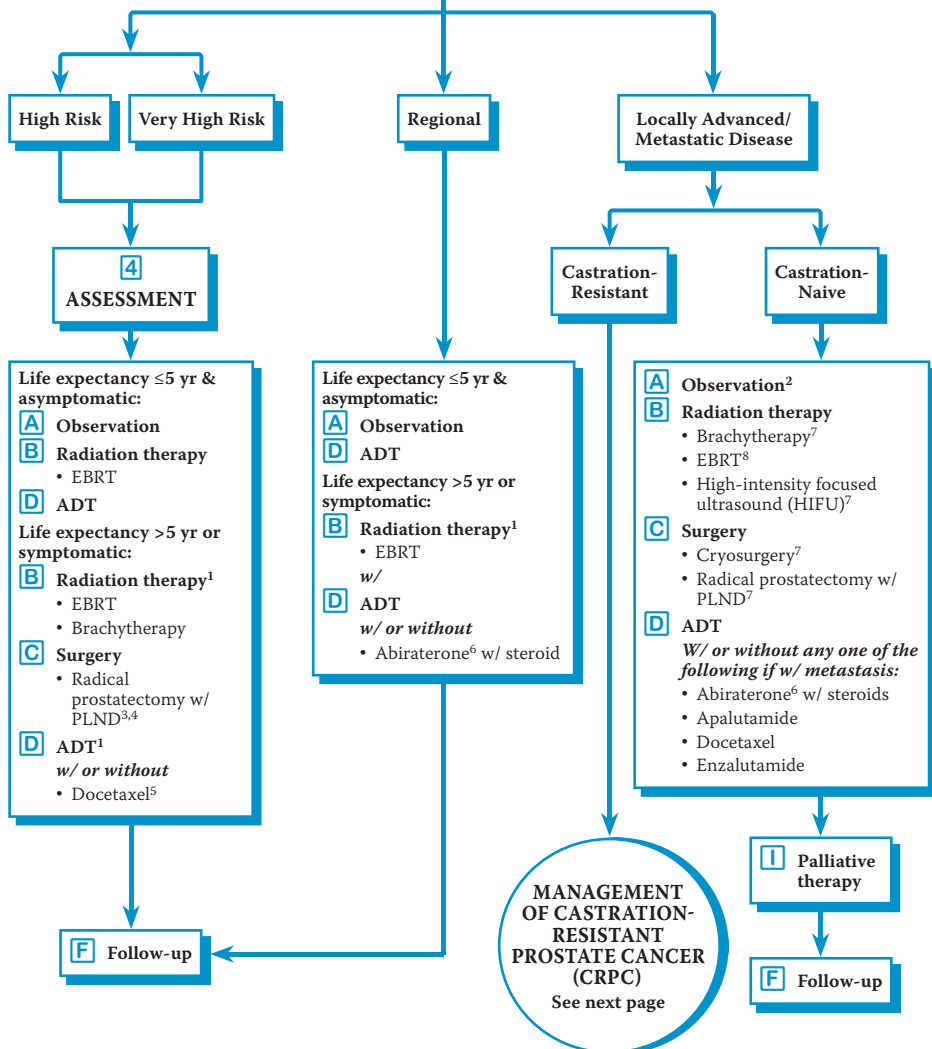 High Risk
Very High Risk
Regional
Locally Advanced/
Metastatic Disease
4
ASSESSMENT
Castration-
Resistant
Castration-
Naive
Life expectancy ≤5 yr &
asymptomatic:
A Observation
B Radiation therapy
• EBRT
D ADT
Life expectancy >5 yr or
symptomatic:
B Radiation therapy¹
• EBRT
• Brachytherapy
C Surgery
• Radical
prostatectomy w/
PLND³,⁴
D ADT¹
w/ or without
• Docetaxel⁵
Life expectancy ≤5 yr &
asymptomatic:
A Observation
D ADT
Life expectancy >5 yr or
symptomatic:
B Radiation therapy¹
• EBRT
w/
D ADT
w/ or without
• Abiraterone⁶ w/ steroid
A Observation²
B Radiation therapy
• Brachytherapy⁷
• EBRT⁸
• High-intensity focused
ultrasound (HIFU)⁷
C Surgery
• Cryosurgery⁷
• Radical prostatectomy w/
PLND⁷
D ADT
W/ or without any one of the
following if w/ metastasis:
• Abiraterone⁶ w/ steroids
• Apalutamide
• Docetaxel
• Enzalutamide
F Follow-up
MANAGEMENT
OF CASTRATION-
RESISTANT
PROSTATE CANCER
(CRPC)
See next page
I Palliative
therapy
F Follow-up